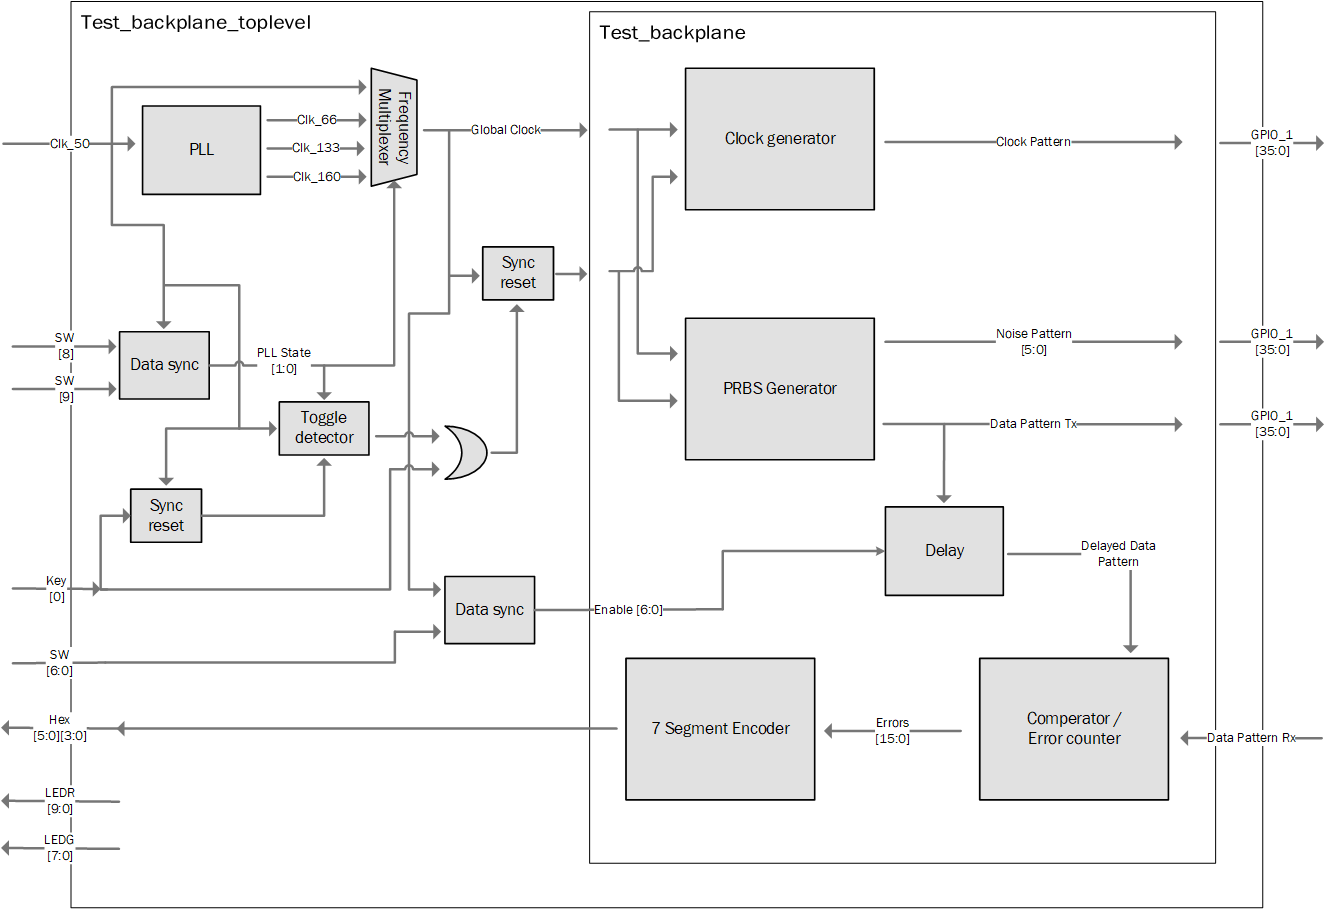 Test_backplane_toplevel
Test_backplane
Clk_50
PLL
Clk_66
Clk_133
Clk_160
Frequency
Multiplexer
Global Clock
Clock generator
Clock Pattern
GPIO_1
[35:0]
Sync
reset
SW
[8]
SW
[9]
Data sync
PLL State
[1:0]
PRBS Generator
Noise Pattern
[5:0]
GPIO_1
[35:0]
Toggle
detector
Data Pattern Tx
GPIO_1
[35:0]
Sync
reset
Key
[0]
Data sync
Enable [6:0]
Delay
Delayed Data
Pattern
SW
[6:0]
Hex
[5:0][3:0]
7 Segment Encoder
Errors
[15:0]
Comperator /
Error counter
Data Pattern Rx
LEDR
[9:0]
LEDG
[7:0]